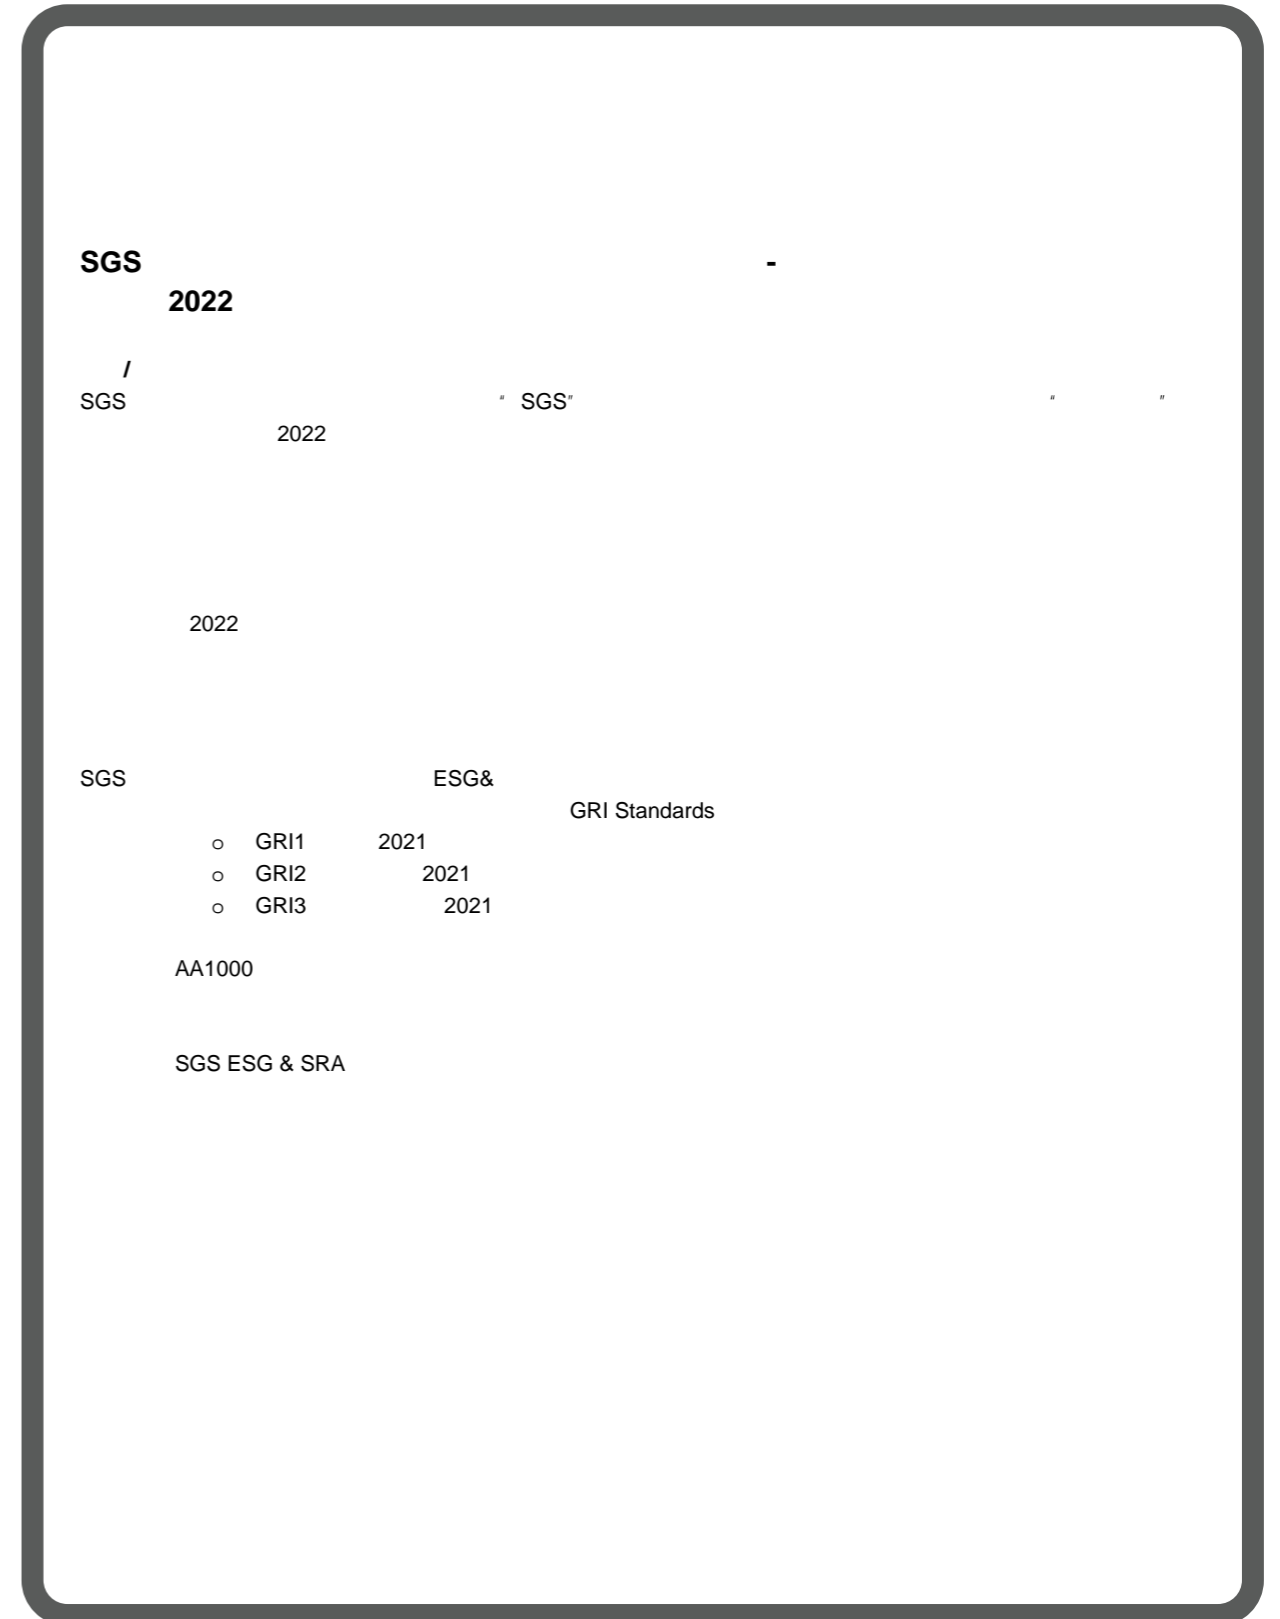 SGS -
2022
/
SGS “ SGS” “ ”
2022
2022
SGS ESG&
GRI Standards
o GRI1 2021
o GRI2 2021
o GRI3 2021
AA1000
SGS ESG & SRA